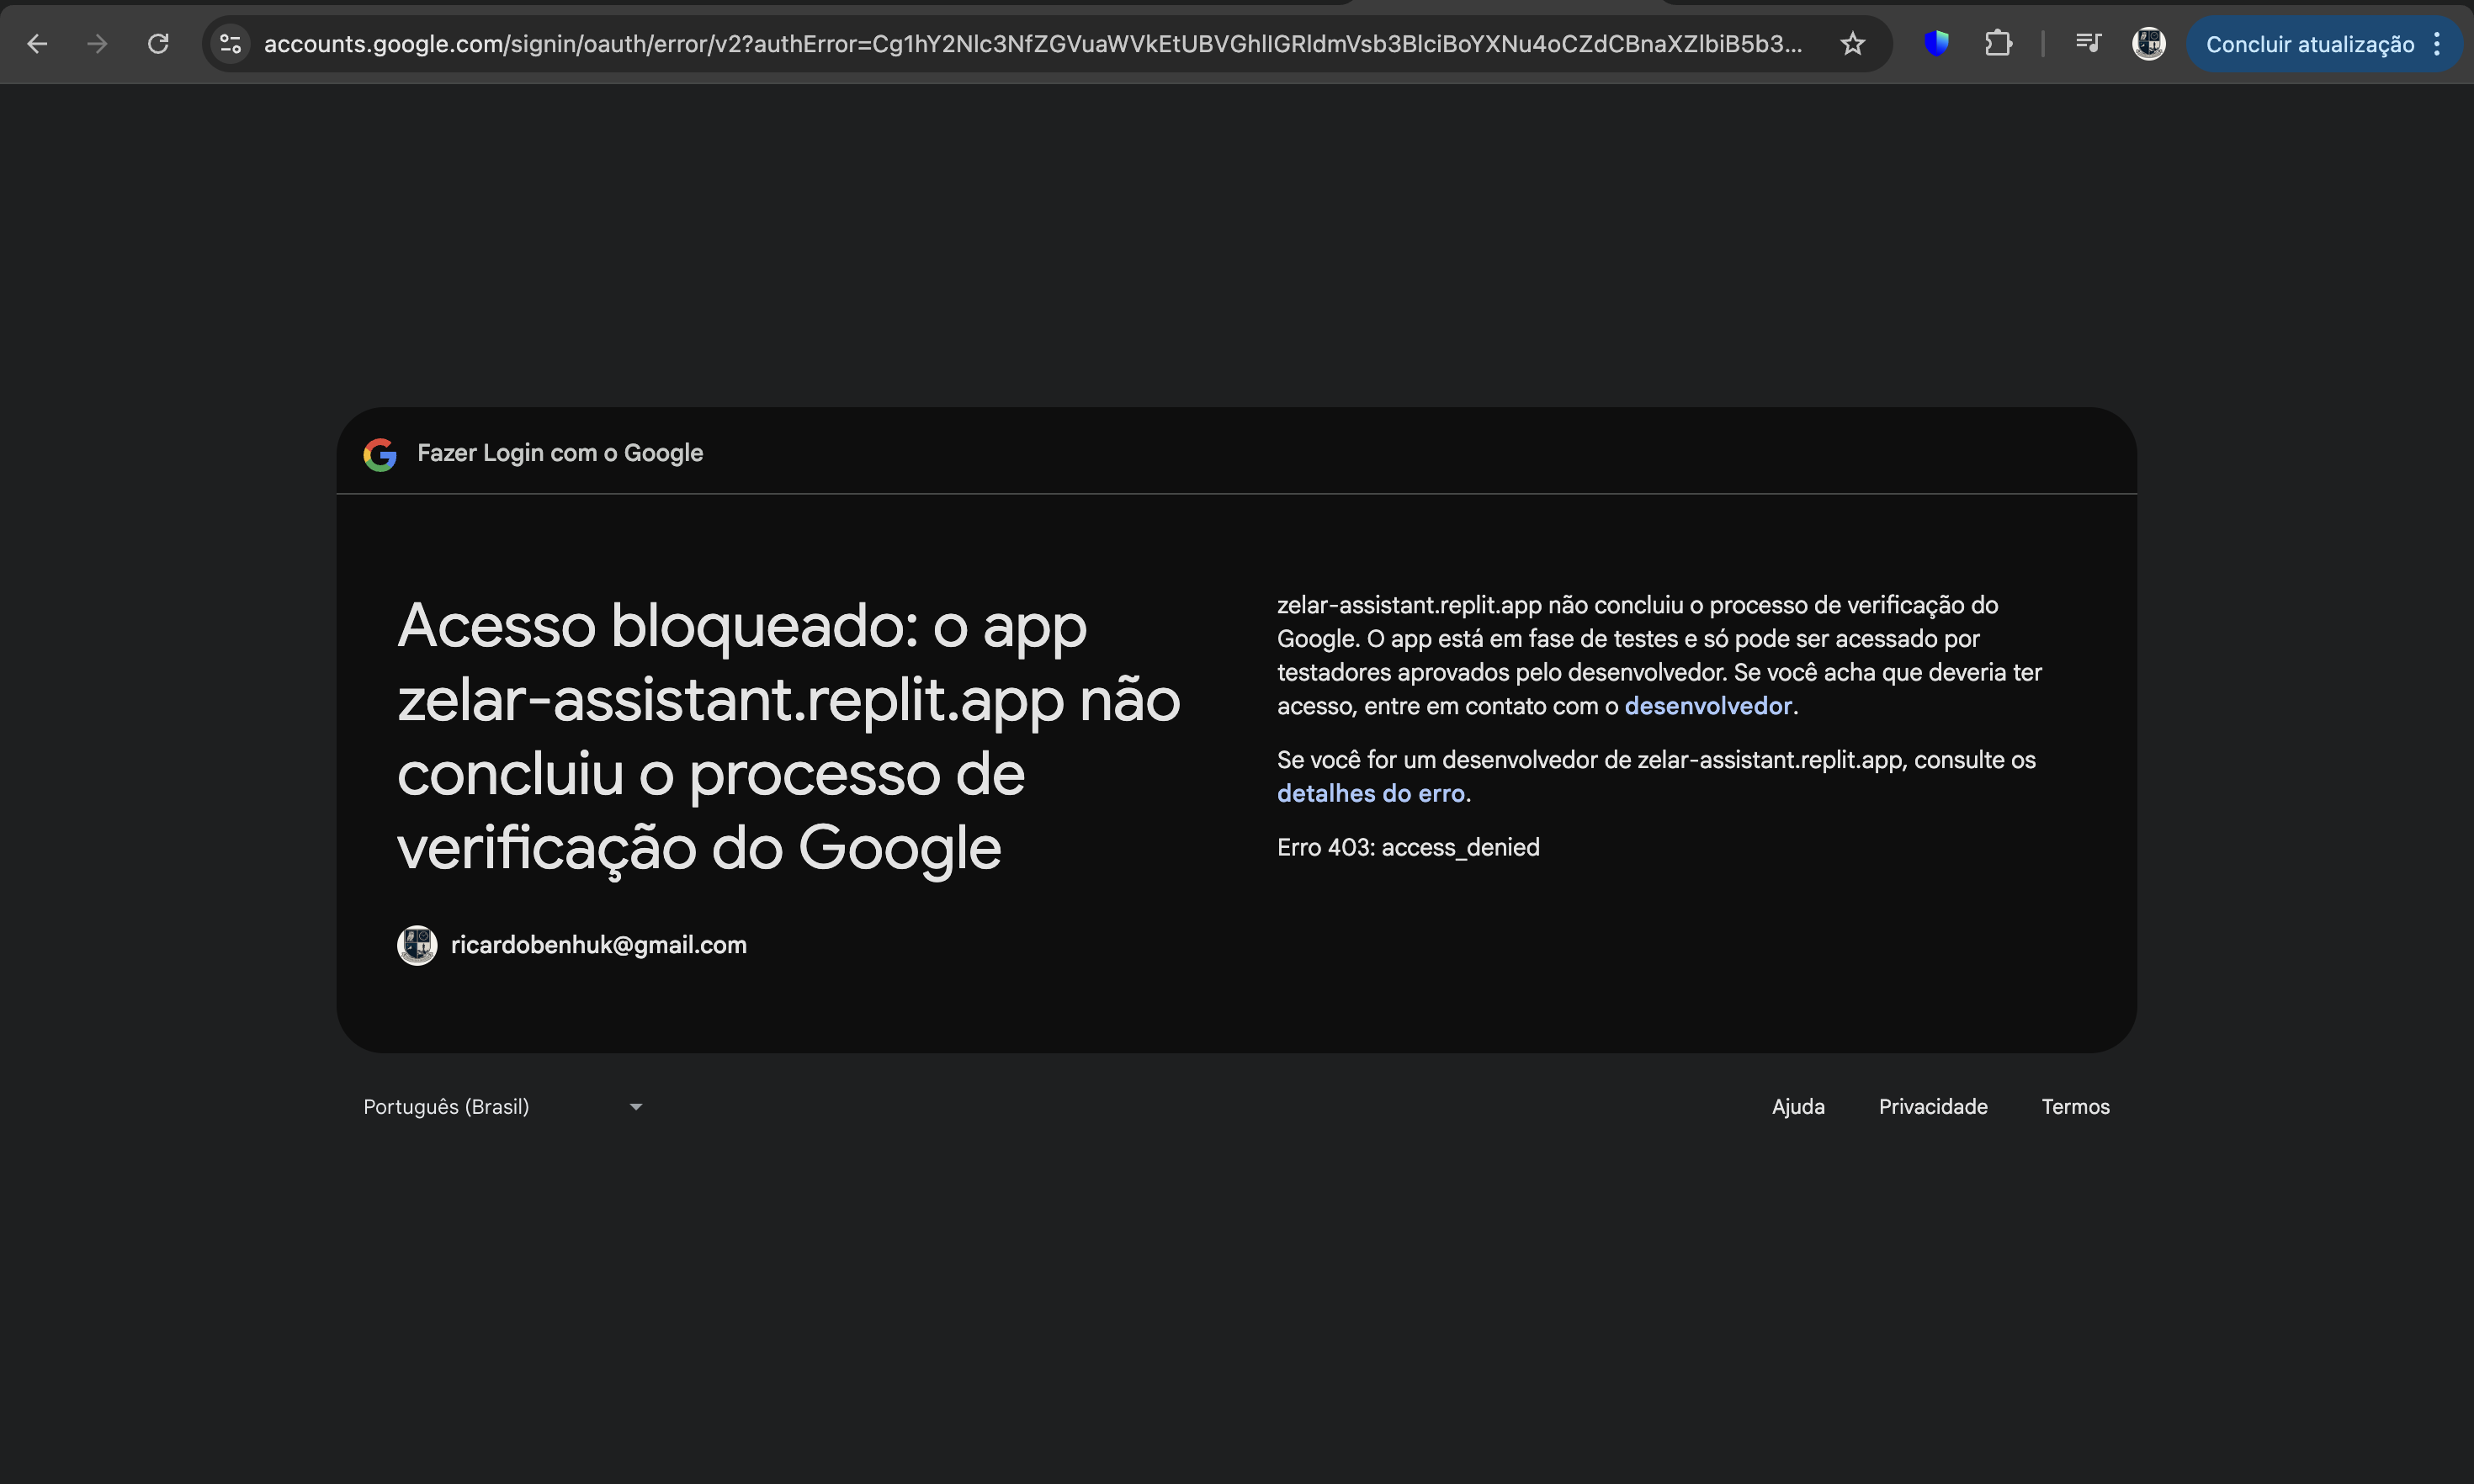 accounts.google.com/signin/oauth/error/v2?authError=Cg1hY2Nlc3NfZGVuaWVkEtUBVGhlIGRldmVsb3BlciBoYXNu4oCZdCBnaXZlbiB5b3...
Concluir atualização
Fazer Login com o Google
Acesso bloqueado: o app
zelar-assistant.replit.app não
concluiu o processo de
verificação do Google
ricardobenhuk@gmail.com
zelar-assistant.replit.app não concluiu o processo de verificação do
Google. O app está em fase de testes e só pode ser acessado por
testadores aprovados pelo desenvolvedor. Se você acha que deveria ter
acesso, entre em contato com o desenvolvedor.
Se você for um desenvolvedor de zelar-assistant.replit.app, consulte os
detalhes do erro.
Erro 403: access_denied
Português (Brasil)
Ajuda
Privacidade
Termos